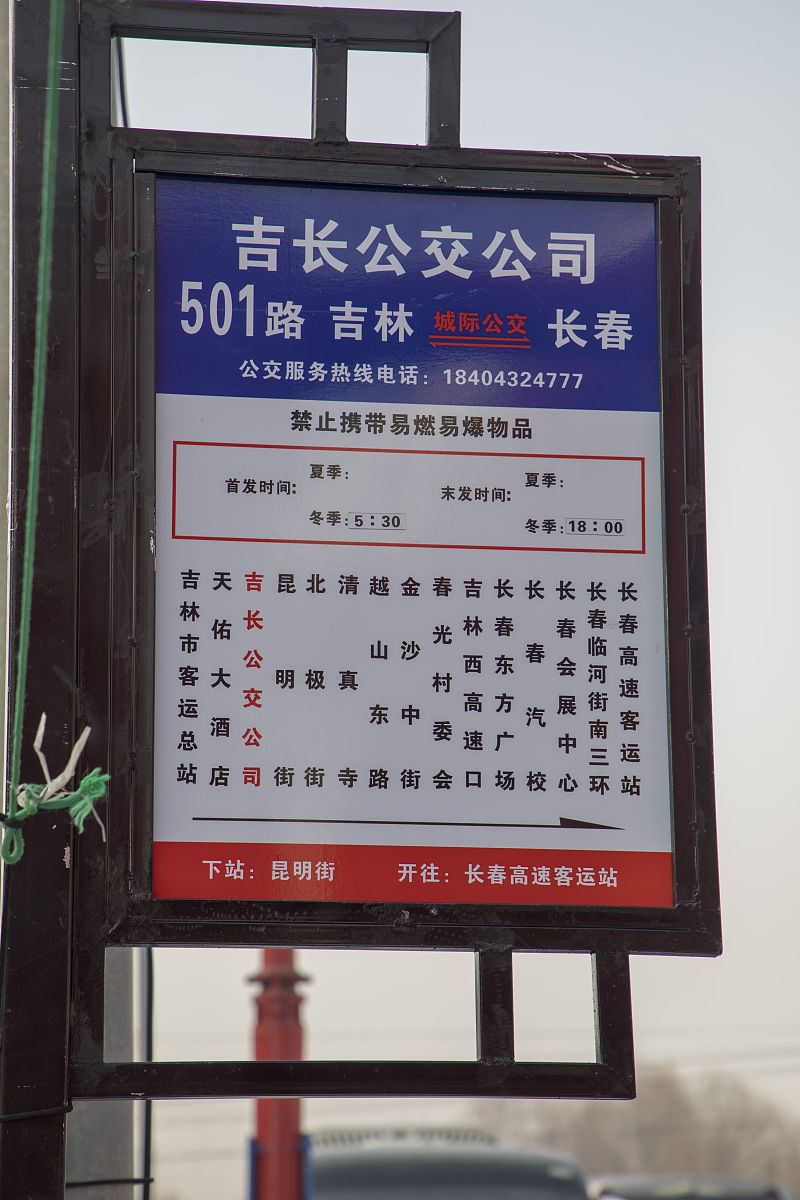 吉长公交公司
501路 吉林 城际公交 长春
公交服务热线电话：18404324777
禁止携带易燃易爆物品
首发时间：
夏季：
冬季：5：30
末发时间：
夏季：
冬季：18：00
吉林市客运总站
天佑大酒店
吉长公交公司
昆明街
北极街
清真寺
越山东路
金沙中街
春光村委会
吉林西高速口
长春东方广场
长春汽校
长春会展中心
长春临河街南三环
长春高速客运站
下站：昆明街 开往：长春高速客运站